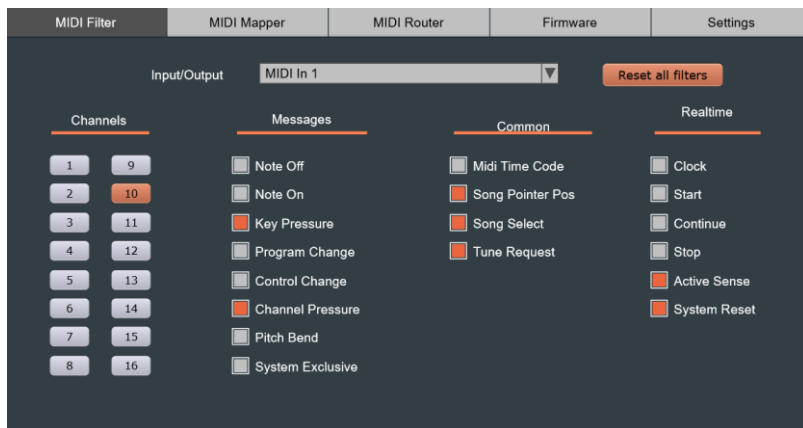 MIDI Filter MIDI Mapper MIDI Router Firmware Settings
Input/Output MIDI In 1 Reset all filters
Channels Messages Common Realtime
1 9 Note Off Midi Time Code Clock
2 10 Note On Song Pointer Pos Start
3 11 Key Pressure Song Select Continue
4 12 Program Change Tune Request Stop
5 13 Control Change Active Sense
6 14 Channel Pressure System Reset
7 15 Pitch Bend
8 16 System Exclusive